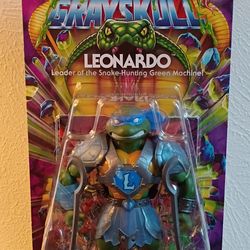 GRAYSKULL
LEONARDO
Leader of the Snake-Hunting Green Machine!
L